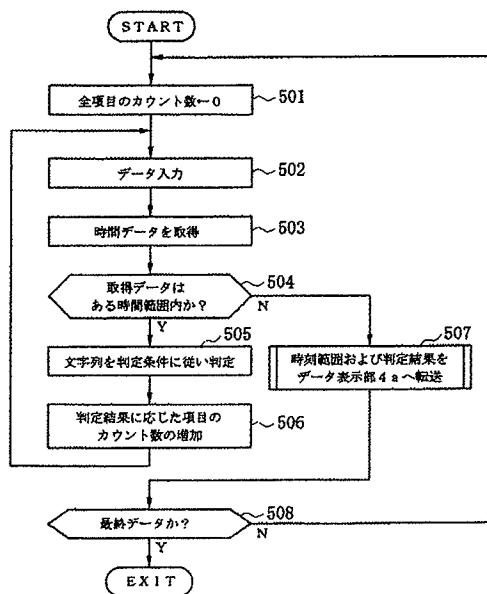 START
全項目のカウント数←0
501
データ入力
502
時間データを取得
503
取得データは
ある時間範囲内か?
504
Y
N
505
文字列を判定条件に従い判定
507
時刻範囲および判定結果を
データ表示部4aへ転送
判定結果に応じた項目の
カウント数の増加
506
最終データか?
508
Y
N
EXIT